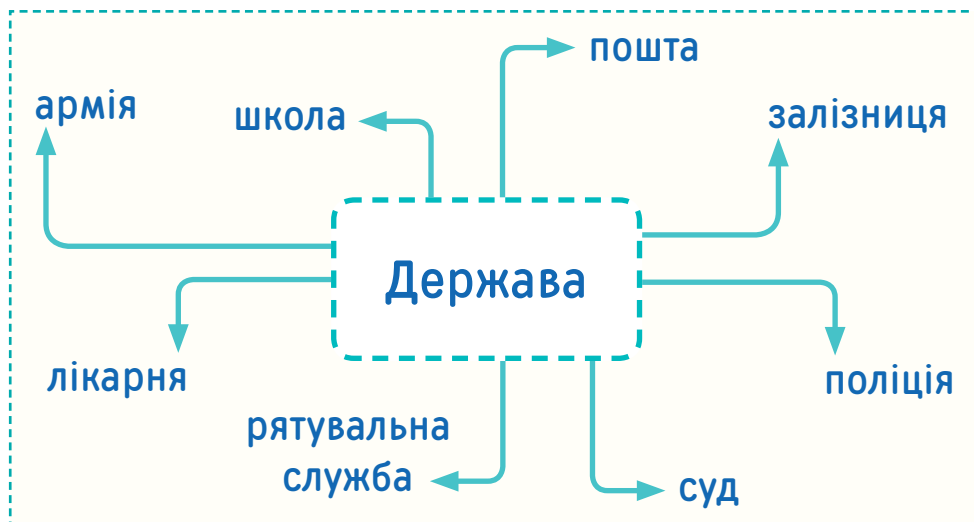 пошта
армія
школа
залізниця
Держава
лікарня
поліція
рятувальна
служба
суд